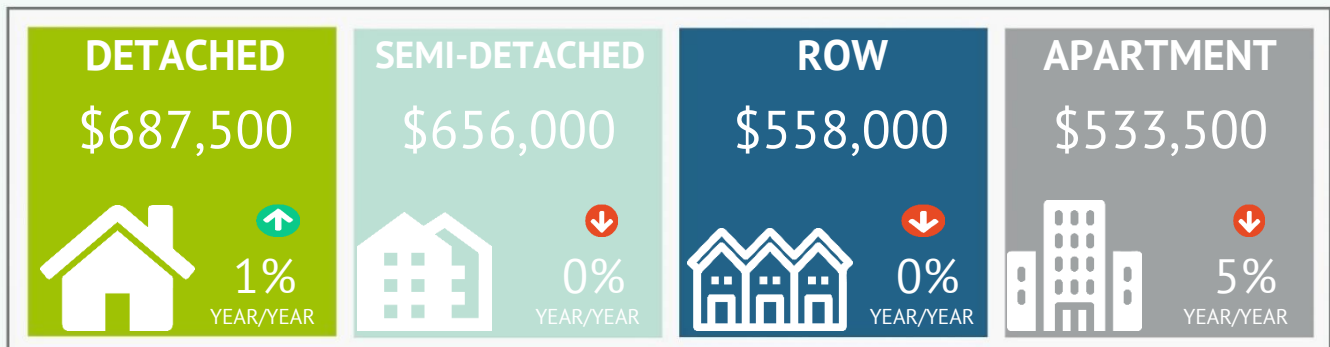 DETACHED
$687,500
1%
YEAR/YEAR
SEMI-DETACHED
$656,000
0%
YEAR/YEAR
ROW
$558,000
0%
YEAR/YEAR
APARTMENT
$533,500
5%
YEAR/YEAR